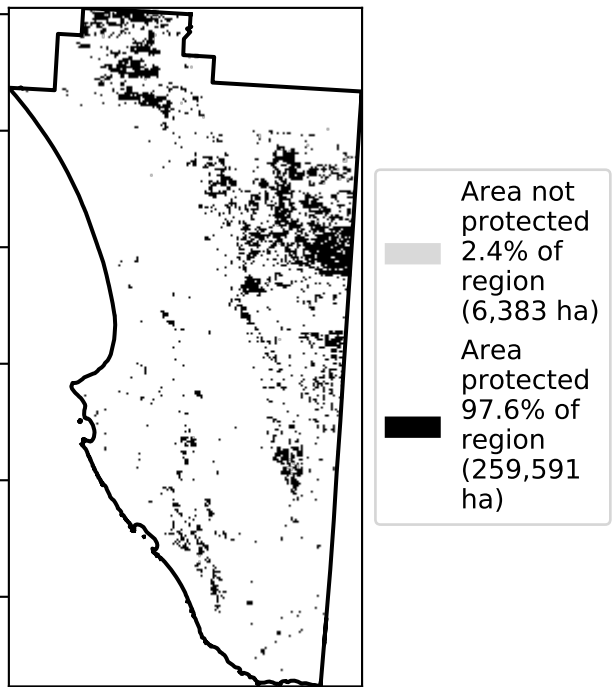 Area not
protected
2.4% of
region
(6,383 ha)
Area
protected
97.6% of
region
(259,591
ha)